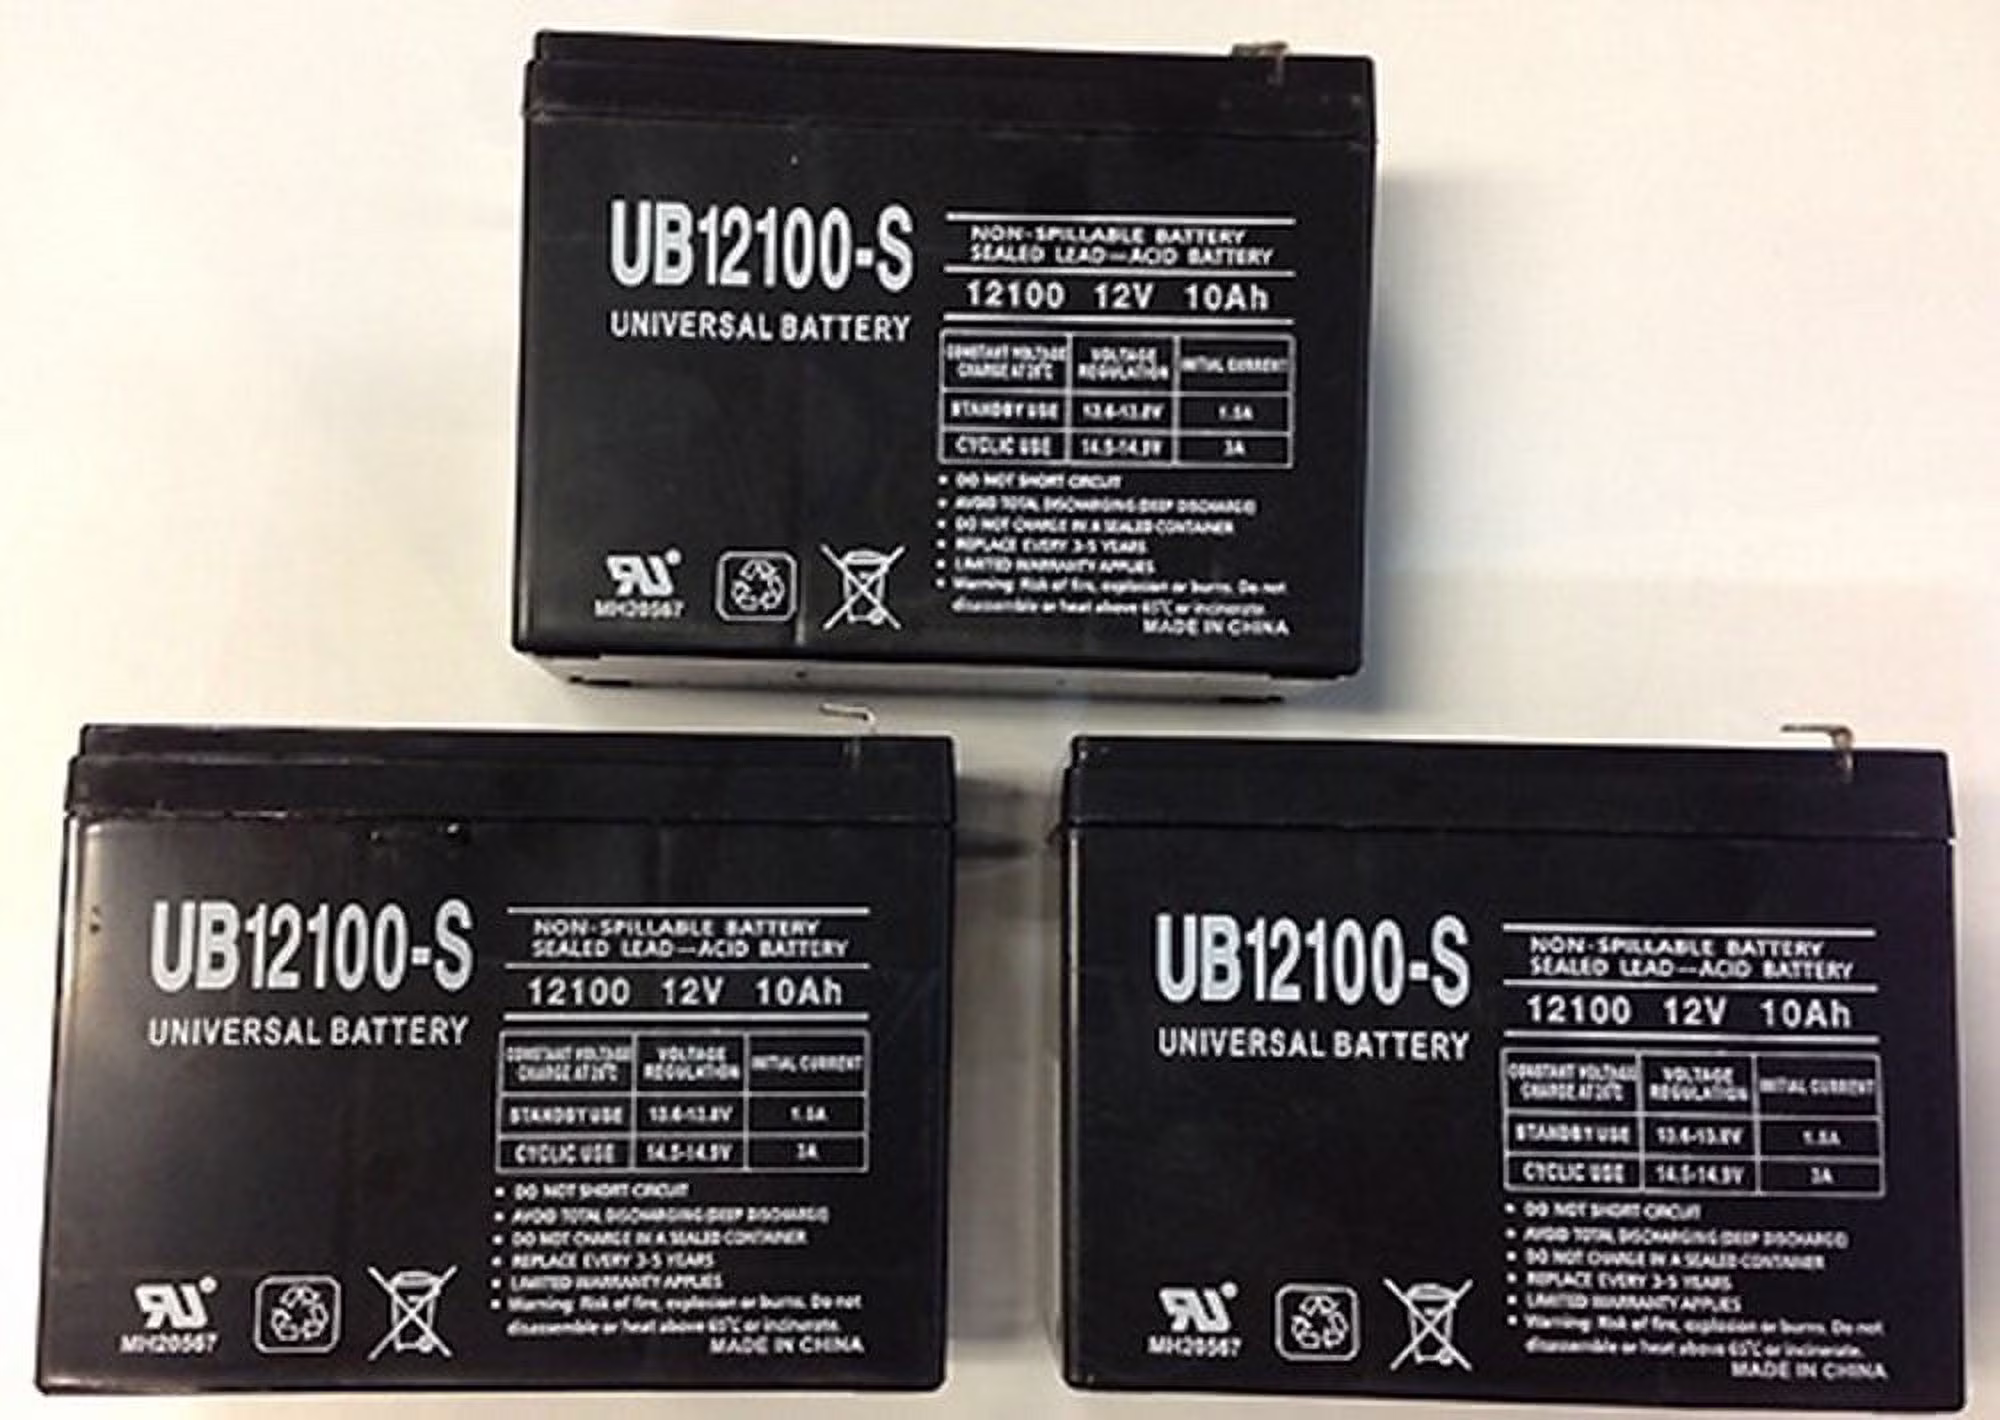 UB12100-S
UNIVERSAL BATTERY
NON-SPILLABLE BATTERY
SEALED LEAD—ACID BATTERY
12100 12V 10Ah
CONSTANT VOLTAGE CHARGE AT 25℃ VOLTAGE REGULATION INITIAL CURRENT
STANDBY USE 13.6-13.8V 1.5A
CYCLIC USE 14.5-14.9V 3A
• DO NOT SHORT CIRCUIT
• AVOID TOTAL DISCHARGING (DEEP DISCHARGE)
• DO NOT CHARGE IN A SEALED CONTAINER
• REPLACE EVERY 3-5 YEARS
• LIMITED WARRANTY APPLIES
• Warning: Risk of fire, explosion or burns. Do not
disassemble or heat above 65℃ or incinerate.
MADE IN CHINA
MH20567
UB12100-S
UNIVERSAL BATTERY
NON-SPILLABLE BATTERY
SEALED LEAD—ACID BATTERY
12100 12V 10Ah
CONSTANT VOLTAGE CHARGE AT 25℃ VOLTAGE REGULATION INITIAL CURRENT
STANDBY USE 13.6-13.8V 1.5A
CYCLIC USE 14.5-14.9V 3A
• DO NOT SHORT CIRCUIT
• AVOID TOTAL DISCHARGING (DEEP DISCHARGE)
• DO NOT CHARGE IN A SEALED CONTAINER
• REPLACE EVERY 3-5 YEARS
• LIMITED WARRANTY APPLIES
• Warning: Risk of fire, explosion or burns. Do not
disassemble or heat above 65℃ or incinerate.
MADE IN CHINA
MH20567
UB12100-S
UNIVERSAL BATTERY
NON-SPILLABLE BATTERY
SEALED LEAD—ACID BATTERY
12100 12V 10Ah
CONSTANT VOLTAGE CHARGE AT 25℃ VOLTAGE REGULATION INITIAL CURRENT
STANDBY USE 13.6-13.8V 1.5A
CYCLIC USE 14.5-14.9V 3A
• DO NOT SHORT CIRCUIT
• AVOID TOTAL DISCHARGING (DEEP DISCHARGE)
• DO NOT CHARGE IN A SEALED CONTAINER
• REPLACE EVERY 3-5 YEARS
• LIMITED WARRANTY APPLIES
• Warning: Risk of fire, explosion or burns. Do not
disassemble or heat above 65℃ or incinerate.
MADE IN CHINA
MH20567